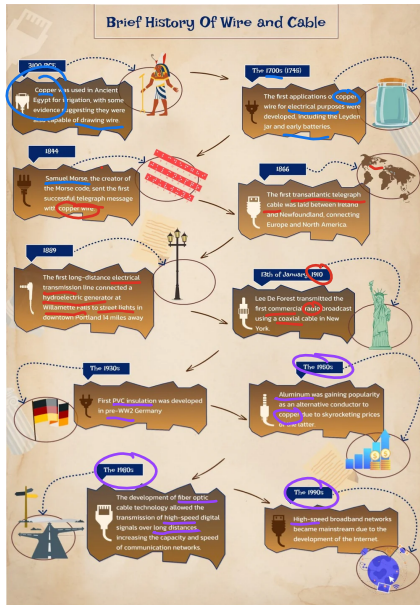 Brief History Of Wire and Cable
3100 BCE
Copper was used in Ancient
Egypt for irrigation, with some
evidence suggesting they were
capable of drawing wire.
The 1700s (1746)
The first applications of copper
wire for electrical purposes were
developed, including the Leyden
jar and early batteries.
1844
Samuel Morse, the creator of
the Morse code, sent the first
successful telegraph message
with copper wire.
1866
The first transatlantic telegraph
cable was laid between Ireland
and Newfoundland, connecting
Europe and North America.
1889
The first long-distance electrical
transmission line connected a
hydroelectric generator at
Willamette Falls to street lights in
downtown Portland 14 miles away
13th of January, 1910
Lee De Forest transmitted the
first commercial radio broadcast
using a coaxial cable in New
York.
The 1930s
First PVC insulation was developed
in pre-WW2 Germany
The 1960s
Aluminum was gaining popularity
as an alternative conductor to
copper due to skyrocketing prices
of the latter
The 1980s
The development of fiber optic
cable technology allowed the
transmission of high-speed digital
signals over long distances,
increasing the capacity and speed
of communication networks.
The 1990s
High-speed broadband networks
became mainstream due to the
development of the Internet